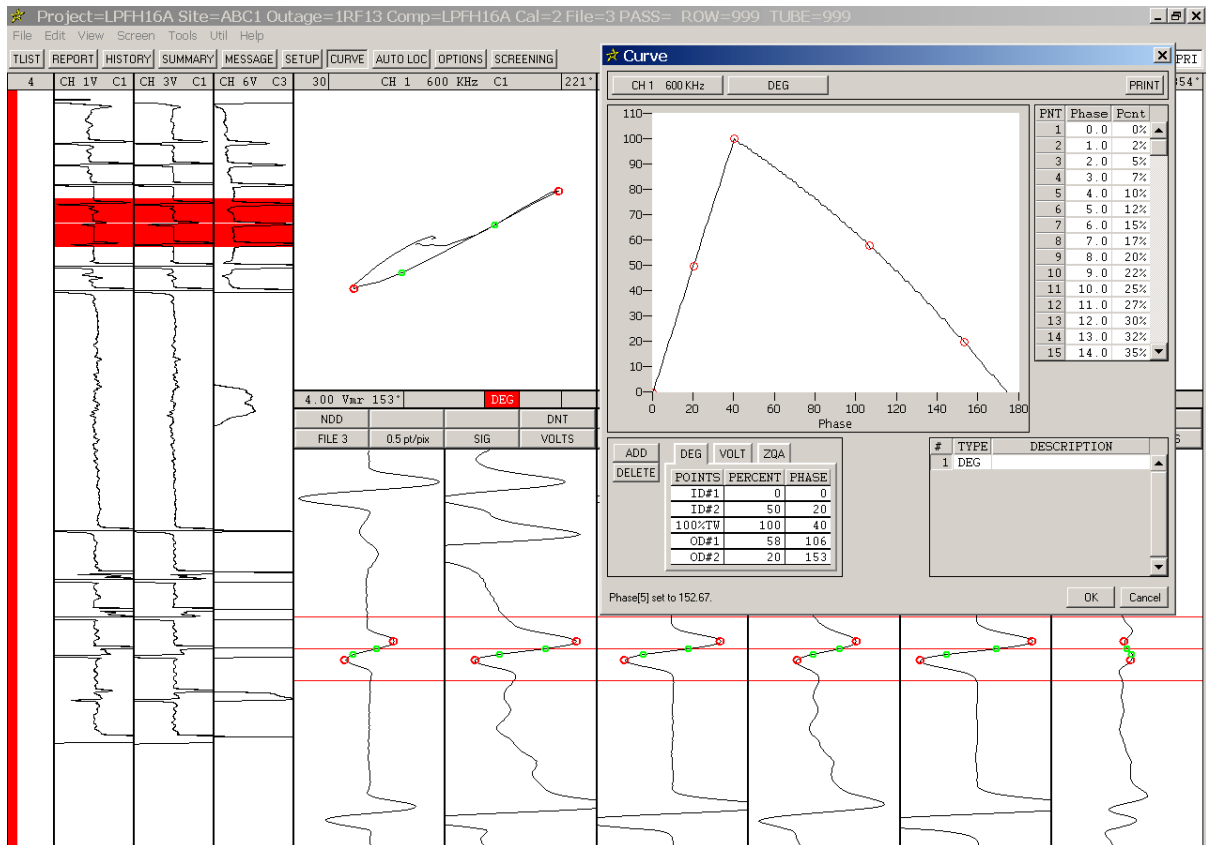 Project=LPFH16A Site=ABC1 Outage=1RF13 Comp=LPFH16A Cal=2 File=3 PASS= ROW=999 TUBE=999
File Edit View Screen Tools Util Help
TLIST REPORT HISTORY SUMMARY MESSAGE SETUP CURVE AUTO LOC OPTIONS SCREENING PRI
4 CH 1V C1 CH 3V C1 CH 6V C3 30 CH 1 600 KHz C1 221° 354°
4.00 Vmr 153° DEG
NDD DNT
FILE 3 0.5 pt/pix SIG VOLTS S
Curve
CH 1 600 KHz DEG PRINT
110
100
90
80
70
60
50
40
30
20
10
0
0 20 40 60 80 100 120 140 160 180
Phase
PNT Phase Pcnt
1 0.0 0%
2 1.0 2%
3 2.0 5%
4 3.0 7%
5 4.0 10%
6 5.0 12%
7 6.0 15%
8 7.0 17%
9 8.0 20%
10 9.0 22%
11 10.0 25%
12 11.0 27%
13 12.0 30%
14 13.0 32%
15 14.0 35%
ADD
DELETE
DEG VOLT ZQA
POINTS PERCENT PHASE
ID#1 0 0
ID#2 50 20
100%TW 100 40
OD#1 58 106
OD#2 20 153
# TYPE DESCRIPTION
1 DEG
Phase[5] set to 152.67.
OK Cancel